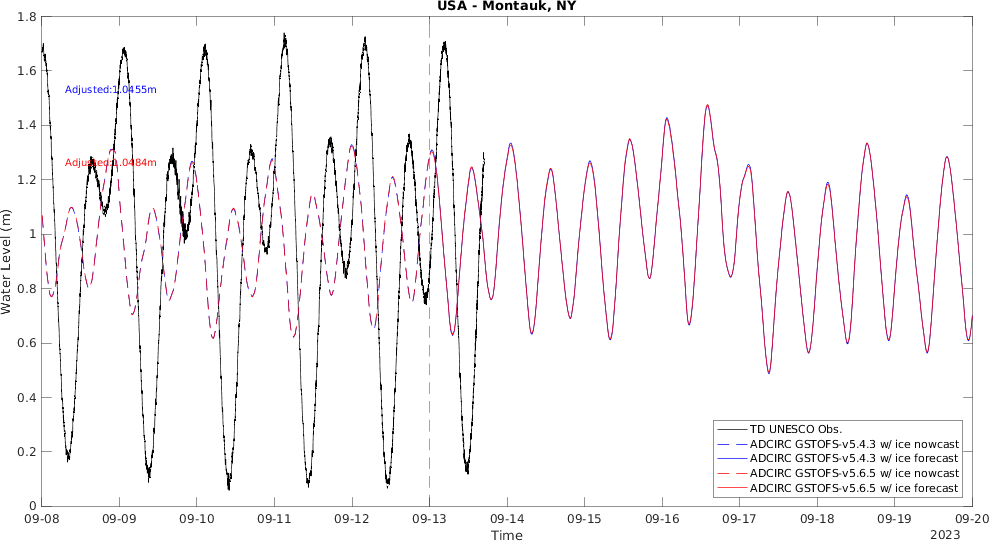 USA - Montauk, NY
1.8
1.6
1.4
1.2
1
0.8
0.6
0.4
0.2
0
Water Level (m)
Adjusted:1.0455m
Adjusted:1.0484m
TD UNESCO Obs.
ADCIRC GSTOFS-v5.4.3 w/ ice nowcast
ADCIRC GSTOFS-v5.4.3 w/ ice forecast
ADCIRC GSTOFS-v5.6.5 w/ ice nowcast
ADCIRC GSTOFS-v5.6.5 w/ ice forecast
09-08 09-09 09-10 09-11 09-12 09-13 09-14 09-15 09-16 09-17 09-18 09-19 09-20
Time
2023